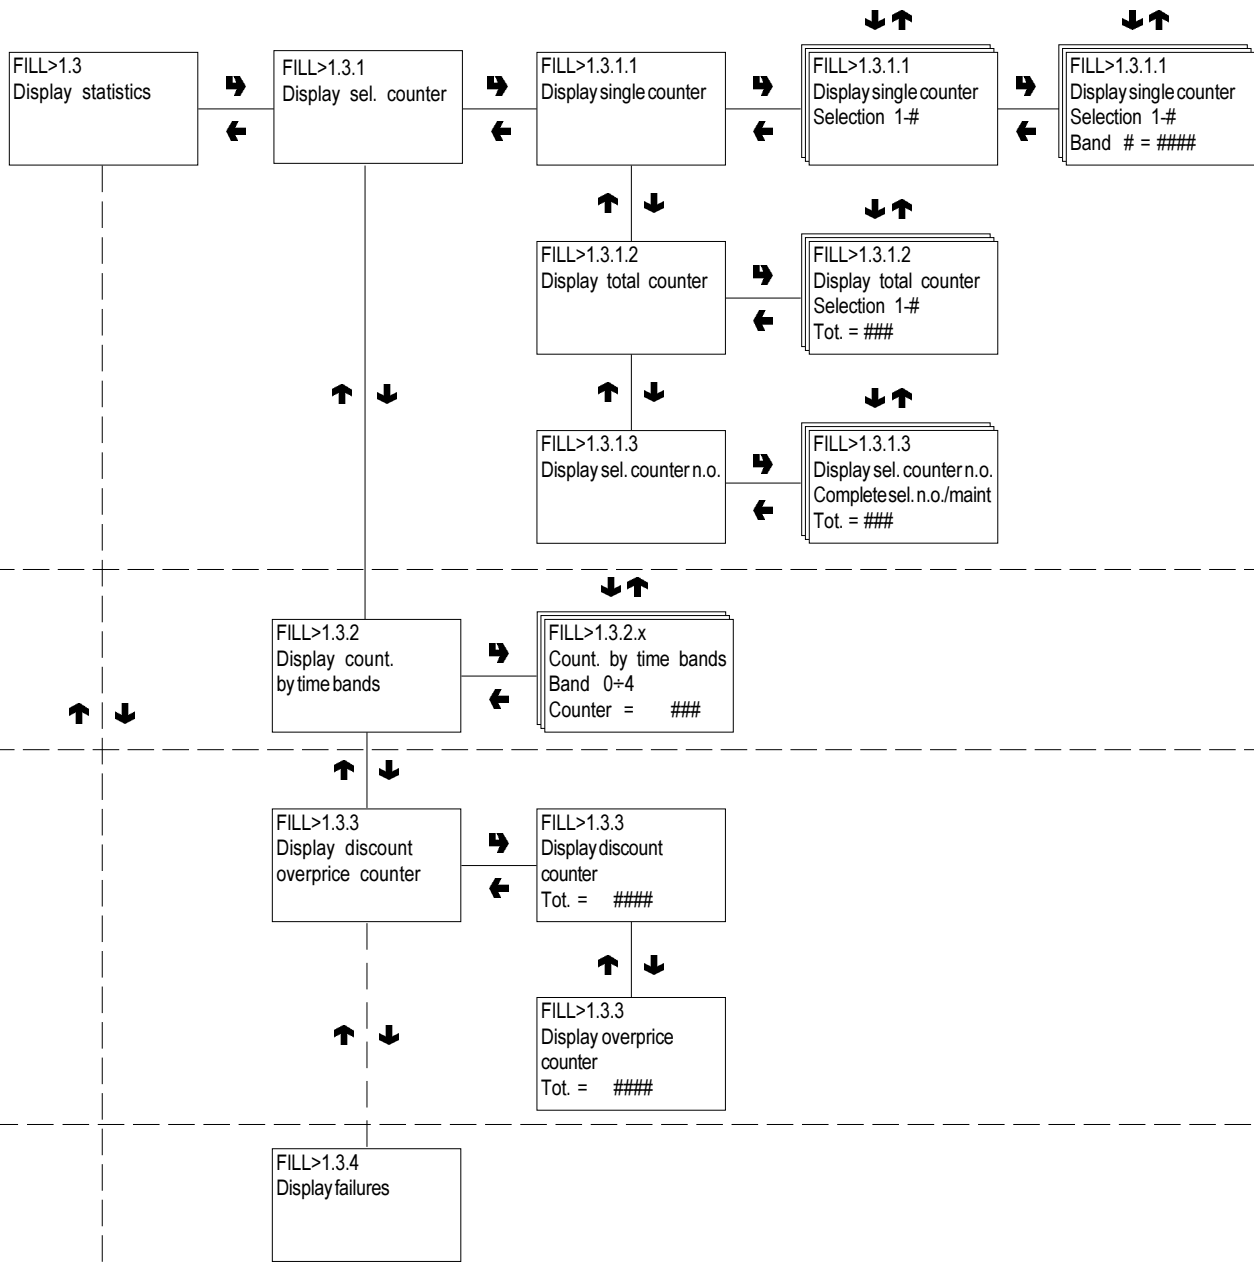 FILL>1.3
Display statistics
FILL>1.3.1
Display sel. counter
FILL>1.3.1.1
Display single counter
FILL>1.3.1.1
Display single counter
Selection 1-#
FILL>1.3.1.1
Display single counter
Selection 1-#
Band # = ####
FILL>1.3.1.2
Display total counter
FILL>1.3.1.2
Display total counter
Selection 1-#
Tot. = ###
FILL>1.3.1.3
Display sel. counter n.o.
FILL>1.3.1.3
Display sel. counter n.o.
Complete sel. n.o./maint
Tot. = ###
FILL>1.3.2
Display count.
by time bands
FILL>1.3.2.x
Count. by time bands
Band 0÷4
Counter = ###
FILL>1.3.3
Display discount
overprice counter
FILL>1.3.3
Display discount
counter
Tot. = ####
FILL>1.3.3
Display overprice
counter
Tot. = ####
FILL>1.3.4
Display failures